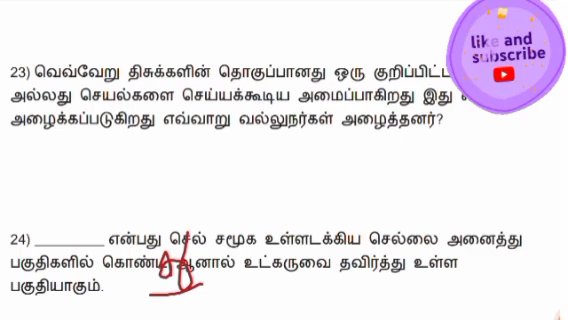 like and
subscribe
23) வெவ்வேறு திசுக்களின் தொகுப்பானது ஒரு
அல்லது செயல்களை செய்யக்கூடிய அமைப்பாகிறது இது
அழைக்கப்படுகிறது எவ்வாறு வல்லுநர்கள் அழைத்தனர்?
24) ________ என்பது செல் சமூக உள்ளடக்கிய செல்லை அனைத்து
பகுதிகளில் கொண்ட ஆனால் உட்கருவை தவிர்த்து உள்ள
பகுதியாகும்.